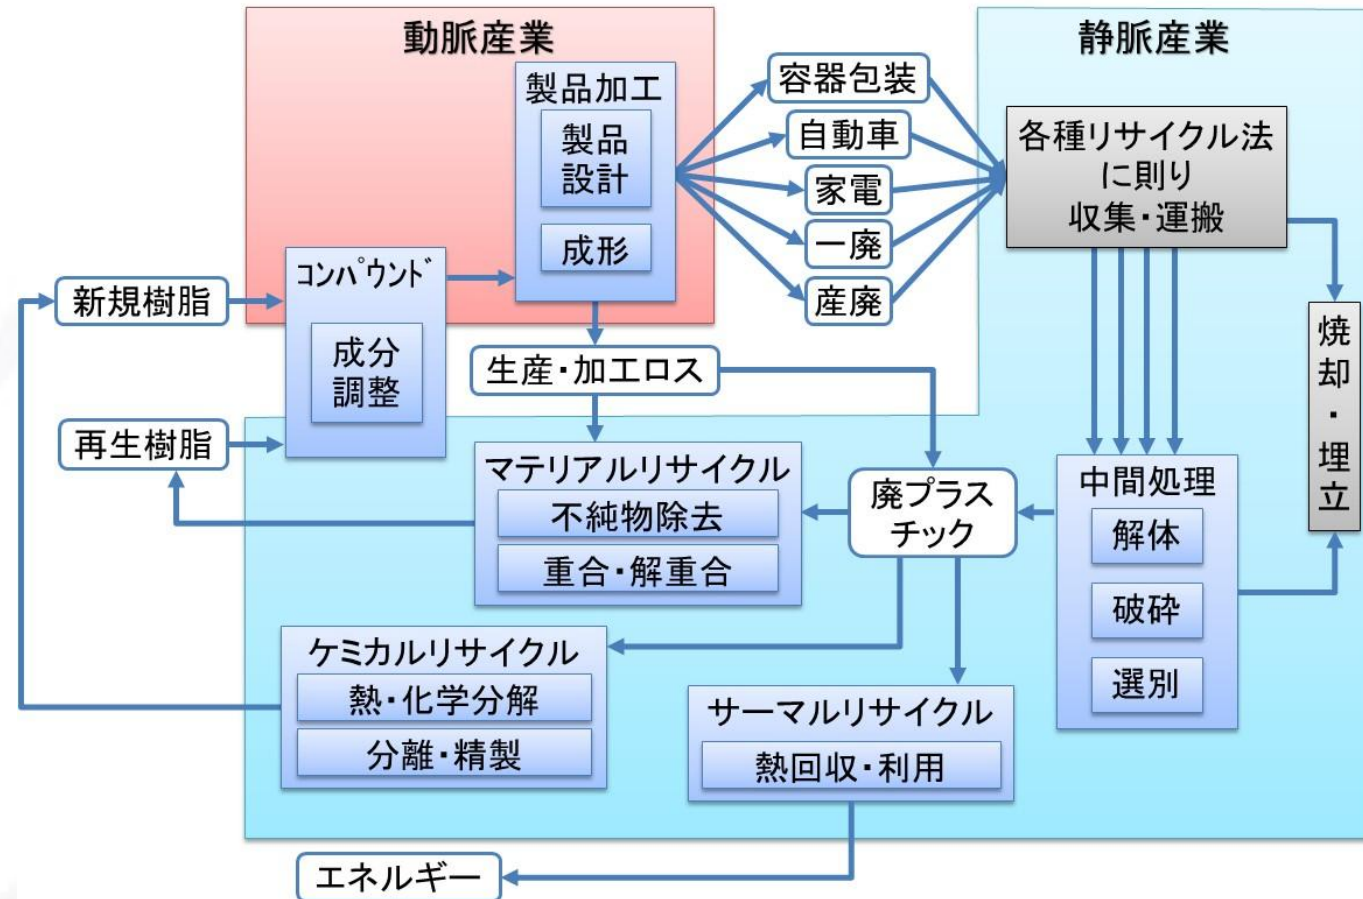 動脈産業
静脈産業
製品加工
製品
設計
成形
容器包装
自動車
家電
一廃
産廃
各種リサイクル法
に則り
収集・運搬
コンパウンド
成分
調整
新規樹脂
再生樹脂
生産・加工ロス
焼
却
・
埋
立
マテリアルリサイクル
不純物除去
重合・解重合
廃プラス
チック
中間処理
解体
破砕
選別
ケミカルリサイクル
熱・化学分解
分離・精製
サーマルリサイクル
熱回収・利用
エネルギー